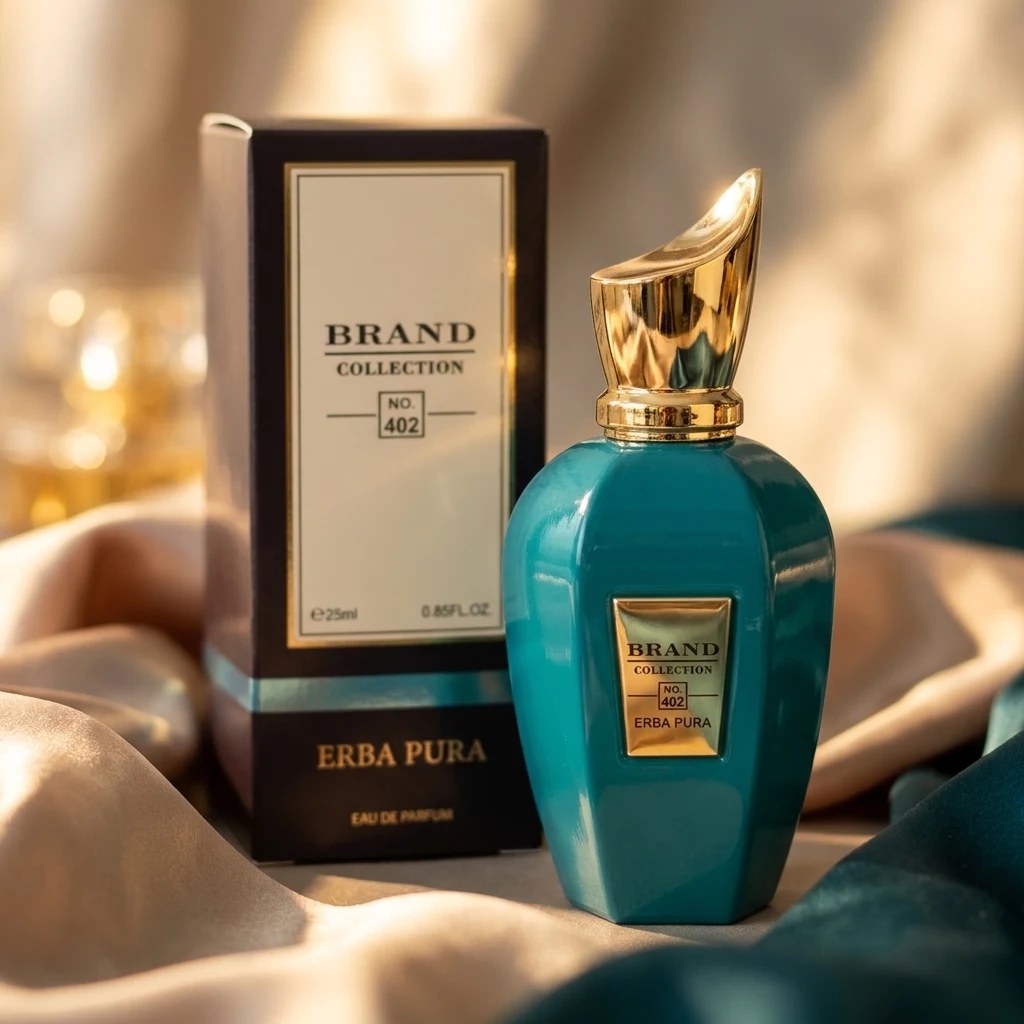 BRAND
COLLECTION
NO.
402
℮25ml
0.85FL.OZ.
ERBA PURA
EAU DE PARFUM
BRAND
COLLECTION
NO.
402
ERBA PURA